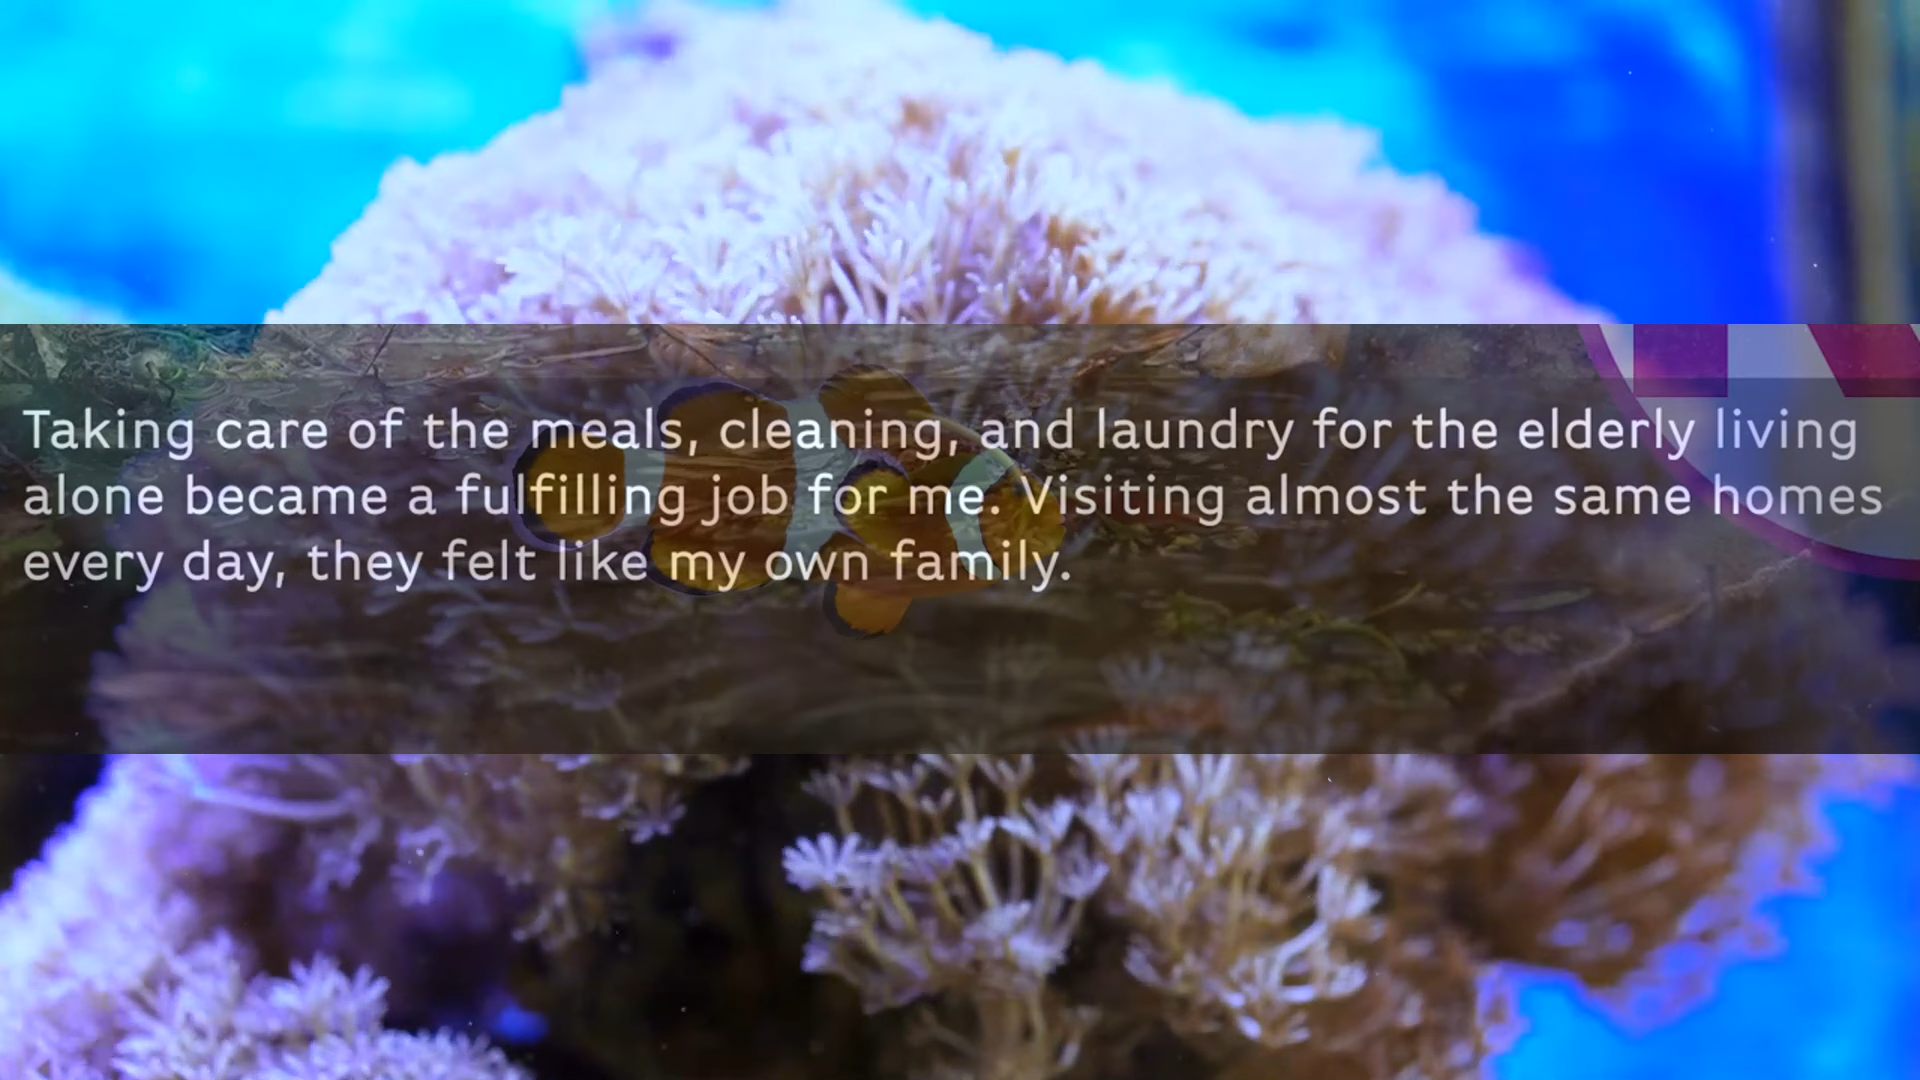 Taking care of the meals, cleaning, and laundry for the elderly living
alone became a fulfilling job for me. Visiting almost the same homes
every day, they felt like my own family.